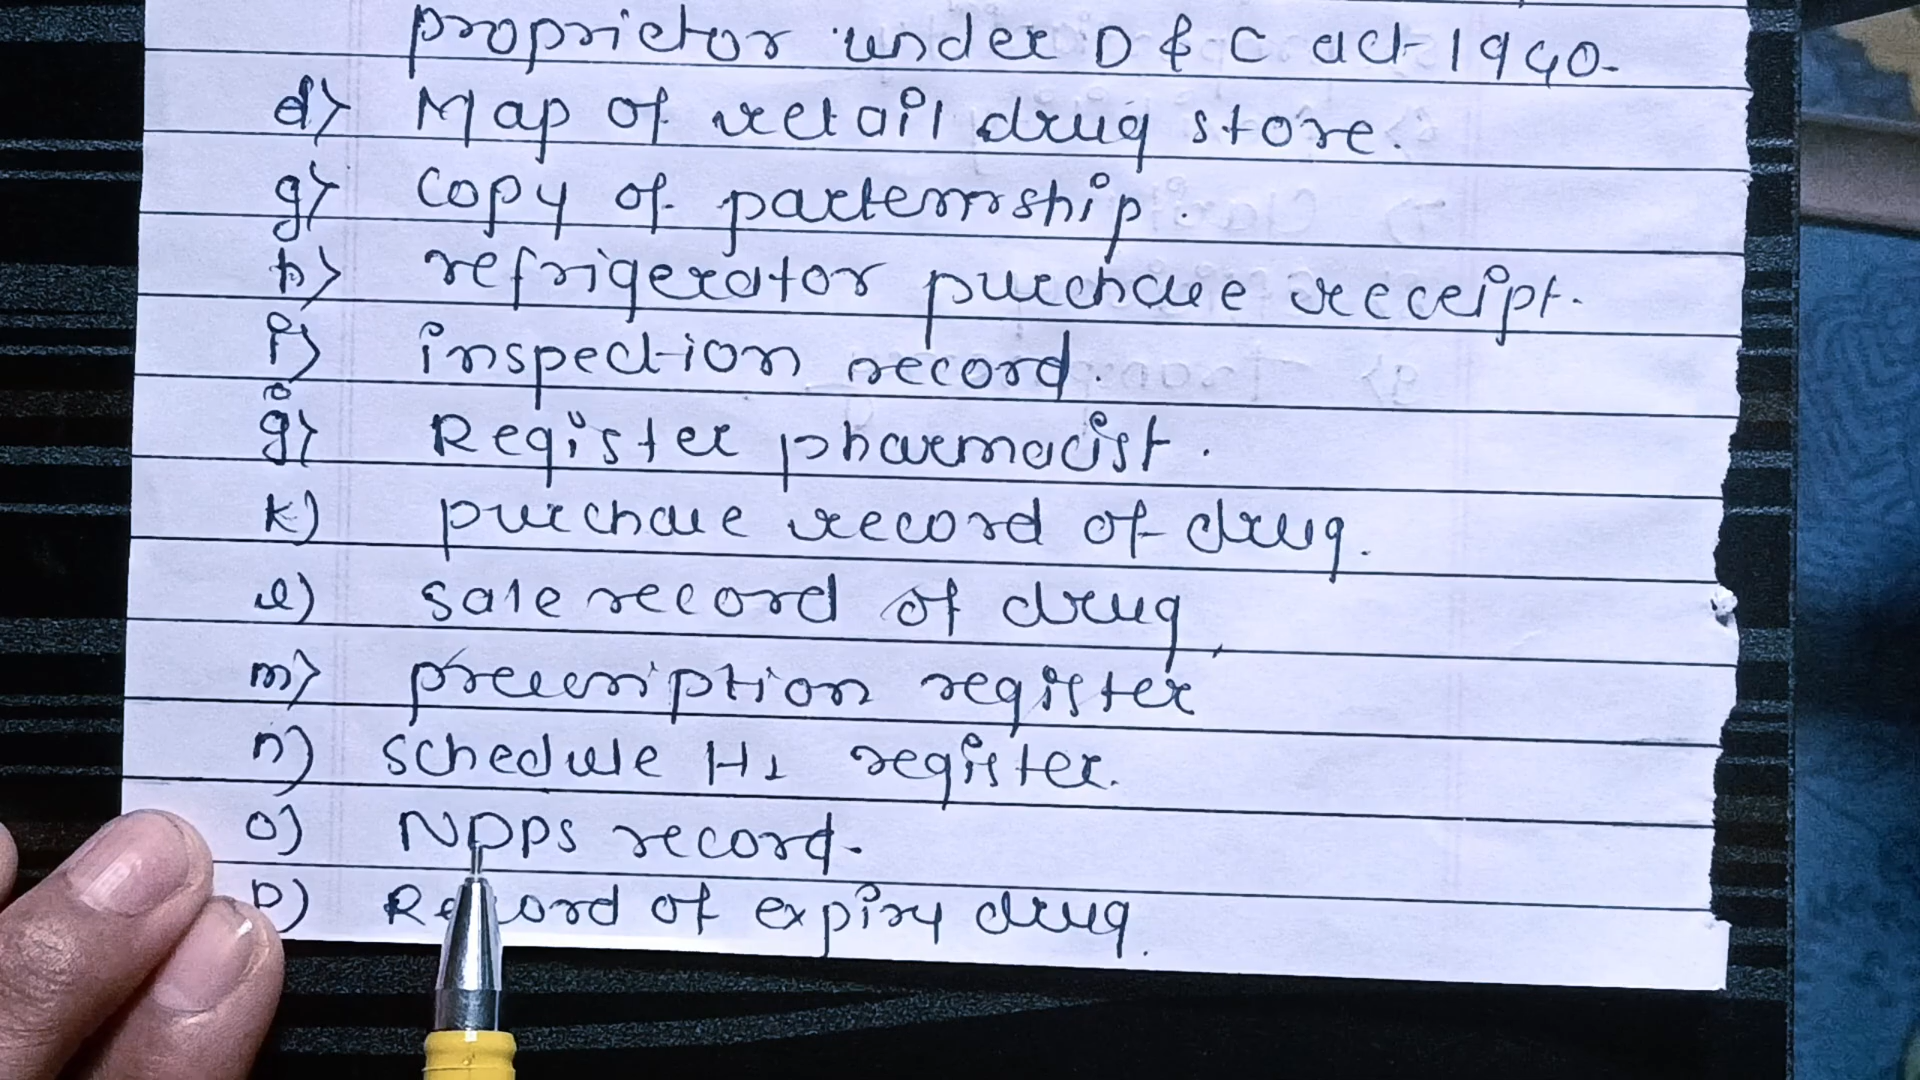 proprietor under D & C act 1940.
d) Map of retail drug store.
g) copy of parternrship.
h) refrigerator purchase receipt.
i) inspection record.
j) Register pharmacist.
k) purchase record of drug.
l) sale record of drug,
m) prescription register
n) schedule H1 register.
o) NDPS record.
p) Record of expiry drug.